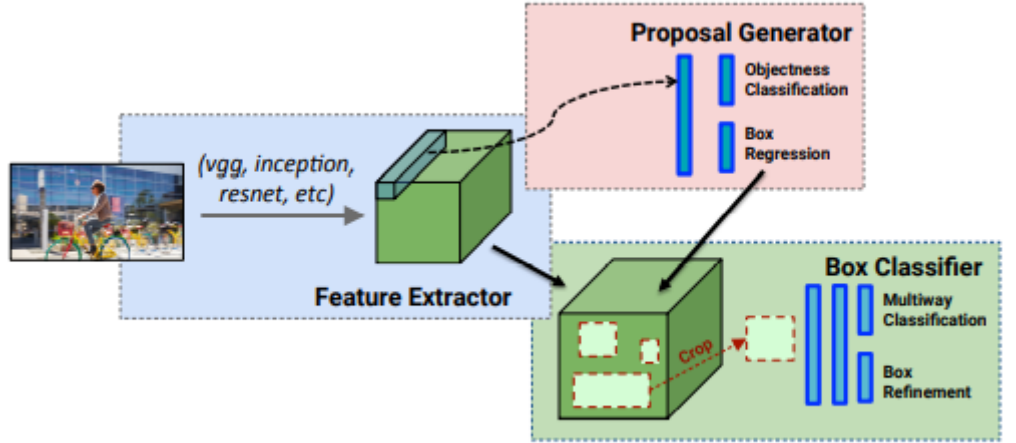 Proposal Generator
Objectness
Classification
Box
Regression
(vgg, inception,
resnet, etc)
Feature Extractor
Box Classifier
Multiway
Classification
Crop
Box
Refinement